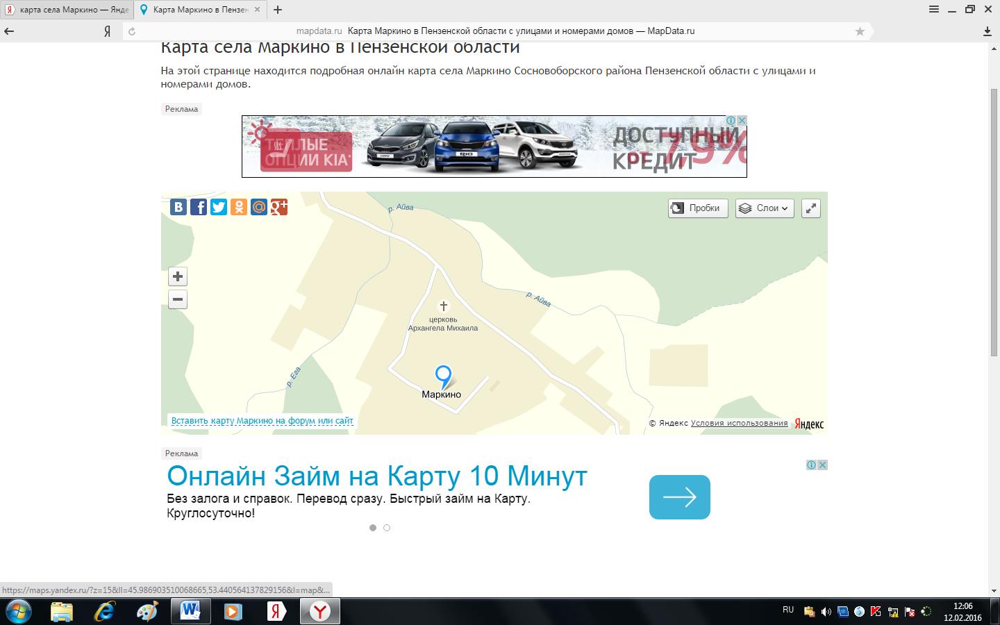 карта села Маркино — Янде
Карта Маркино в Пензен
mapdata.ru Карта Маркино в Пензенской области с улицами и номерами домов — MapData.ru
Карта села Маркино в Пензенской области
На этой странице находится подробная онлайн карта села Маркино Сосновоборского района Пензенской области с улицами и
номерами домов.
Реклама
ТЕПЛЫЕ
ОПЦИИ KIA*
RIO
ДОСТУПНЫЙ
КРЕДИТ
от 7,9%
Пробки
Слои
р. Айва
р. Айва
церковь
Архангела Михаила
р. Ега
Маркино
Вставить карту Маркино на форум или сайт
© Яндекс Условия использования Яндекс
Реклама
Онлайн Займ на Карту 10 Минут
Без залога и справок. Перевод сразу. Быстрый займ на Карту.
Круглосуточно!
https://maps.yandex.ru/?z=15&ll=45.986903510068665,53.440564137829156&l=map&...
RU
12:06
12.02.2016